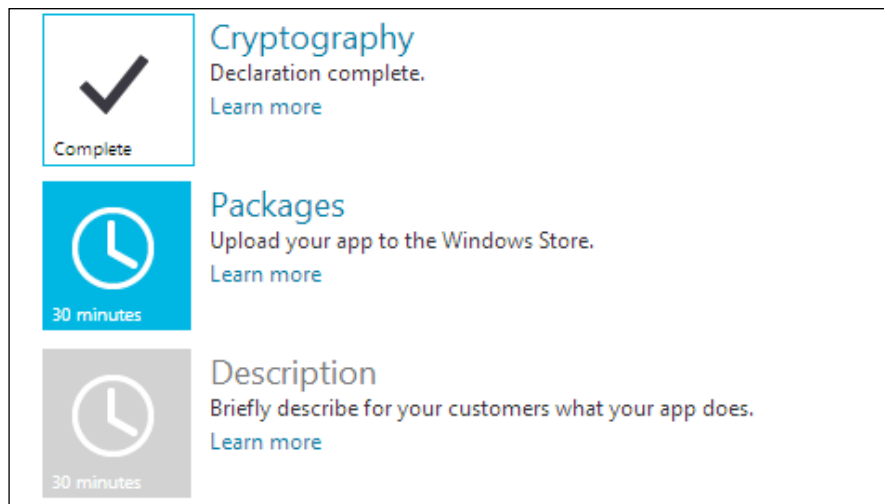 Cryptography
Declaration complete.
Learn more
Complete
Packages
Upload your app to the Windows Store.
Learn more
30 minutes
Description
Briefly describe for your customers what your app does.
Learn more
30 minutes